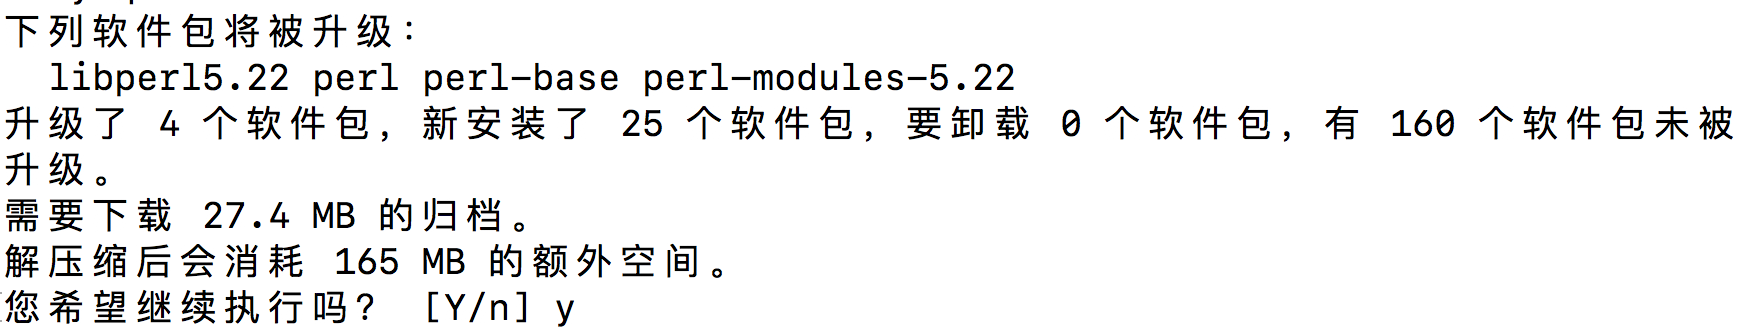 下列软件包将被升级：
libperl5.22 perl perl-base perl-modules-5.22
升级了 4 个软件包，新安装了 25 个软件包，要卸载 0 个软件包，有 160 个软件包未被
升级。
需要下载 27.4 MB 的归档。
解压缩后会消耗 165 MB 的额外空间。
您希望继续执行吗？ [Y/n] y